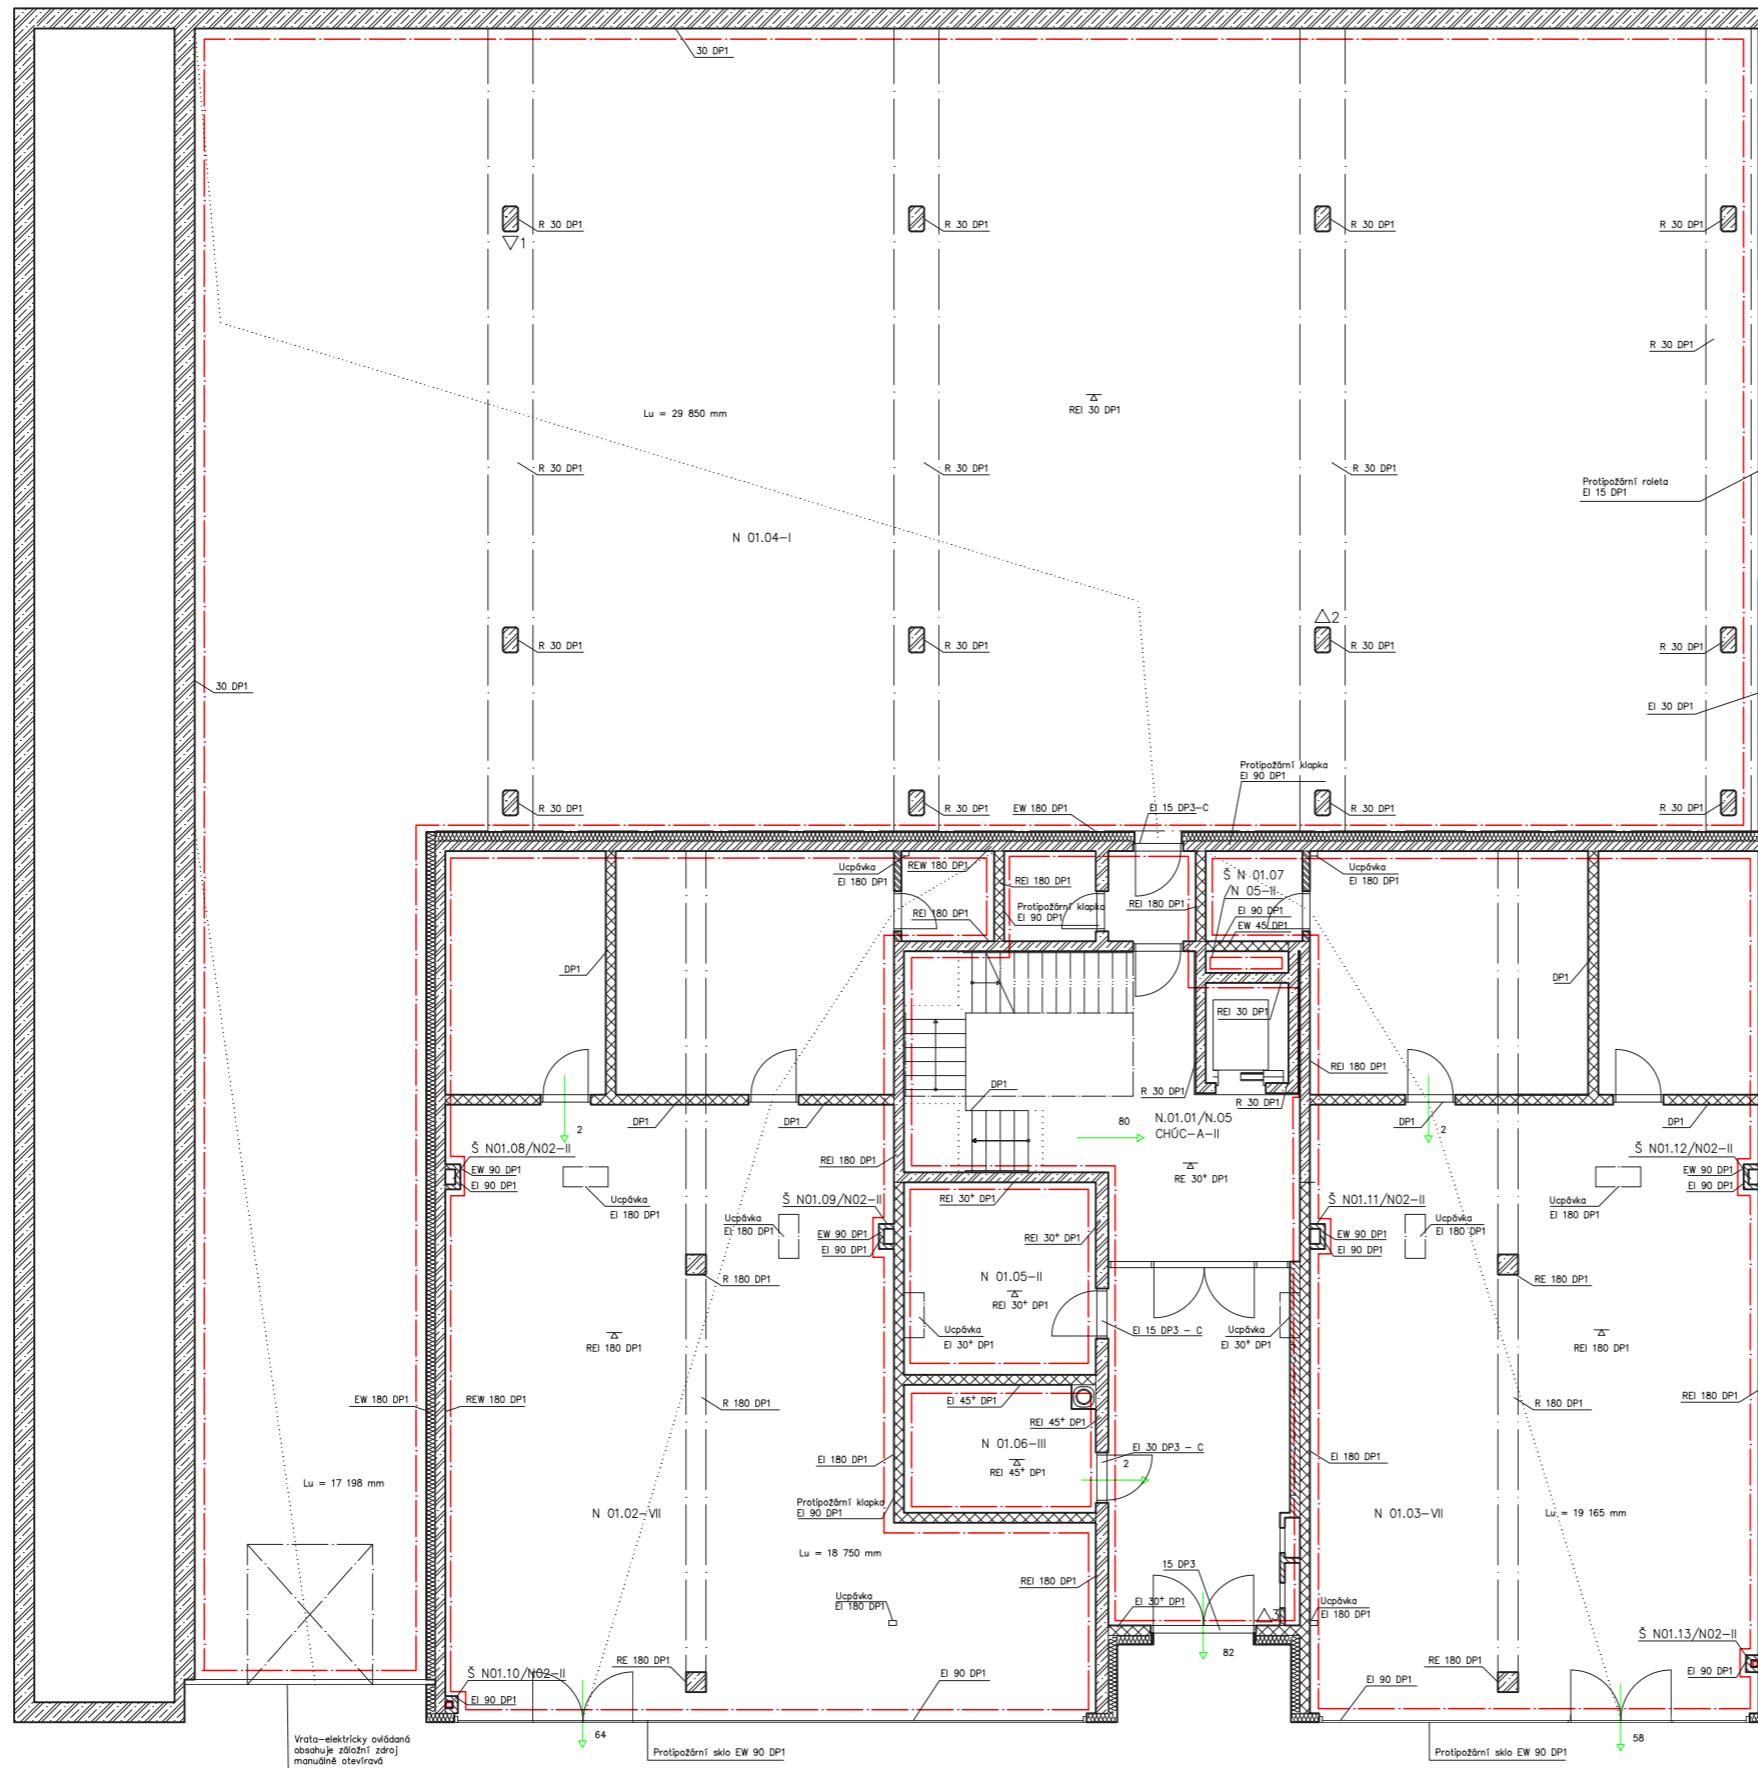 30 DP1
R 30 DP1
R 30 DP1
R 30 DP1
R 30 DP1
1
R 30 DP1
REI 30 DP1
Lu = 29 850 mm
R 30 DP1
R 30 DP1
R 30 DP1
Protipožární roleta
EI 15 DP1
N 01.04-I
2
R 30 DP1
R 30 DP1
R 30 DP1
R 30 DP1
30 DP1
EI 30 DP1
Protipožární klapka
EI 90 DP1
R 30 DP1
R 30 DP1
EW 180 DP1
EI 15 DP3-C
R 30 DP1
R 30 DP1
Ucpávka
EI 180 DP1
REW 180 DP1
REI 180 DP1
Š N 01.07
N 05-II
Ucpávka
EI 180 DP1
Protipožární klapka
EI 90 DP1
REI 180 DP1
REI 180 DP1
EI 90 DP1
EW 45 DP1
DP1
DP1
REI 30 DP1
REI 180 DP1
DP1
R 30 DP1
R 30 DP1
2
DP1
DP1
80
N.01.01/N.05
CHÚC-A-II
DP1
2
DP1
Š N01.08/N02-II
EW 90 DP1
EI 90 DP1
REI 180 DP1
RE 30⁺ DP1
Š N01.12/N02-II
EW 90 DP1
EI 90 DP1
Ucpávka
EI 180 DP1
Š N01.09/N02-II
REI 30⁺ DP1
Š N01.11/N02-II
Ucpávka
EI 180 DP1
Ucpávka
EI 180 DP1
EW 90 DP1
EI 90 DP1
REI 30⁺ DP1
EW 90 DP1
EI 90 DP1
Ucpávka
EI 180 DP1
R 180 DP1
N 01.05-II
RE 180 DP1
REI 30⁺ DP1
REI 180 DP1
Ucpávka
EI 30⁺ DP1
EI 15 DP3 - C
Ucpávka
EI 30⁺ DP1
REI 180 DP1
EW 180 DP1
REW 180 DP1
R 180 DP1
EI 45⁺ DP1
REI 45⁺ DP1
R 180 DP1
REI 180 DP1
N 01.06-III
EI 30 DP3 - C
EI 180 DP1
REI 45⁺ DP1
2
EI 180 DP1
Lu = 17 198 mm
Protipožární klapka
EI 90 DP1
N 01.02-VII
N 01.03-VII
Lu = 19 165 mm
Lu = 18 750 mm
15 DP3
REI 180 DP1
Ucpávka
EI 180 DP1
EI 30⁺ DP1
3
Ucpávka
EI 180 DP1
Š N01.13/N02-II
82
Š N01.10/N02-II
RE 180 DP1
EI 90 DP1
EI 90 DP1
RE 180 DP1
EI 90 DP1
EI 90 DP1
64
58
Vrata-elektricky ovládaná
obsahuje záložní zdroj
manuálně otevíravá
Protipožární sklo EW 90 DP1
Protipožární sklo EW 90 DP1